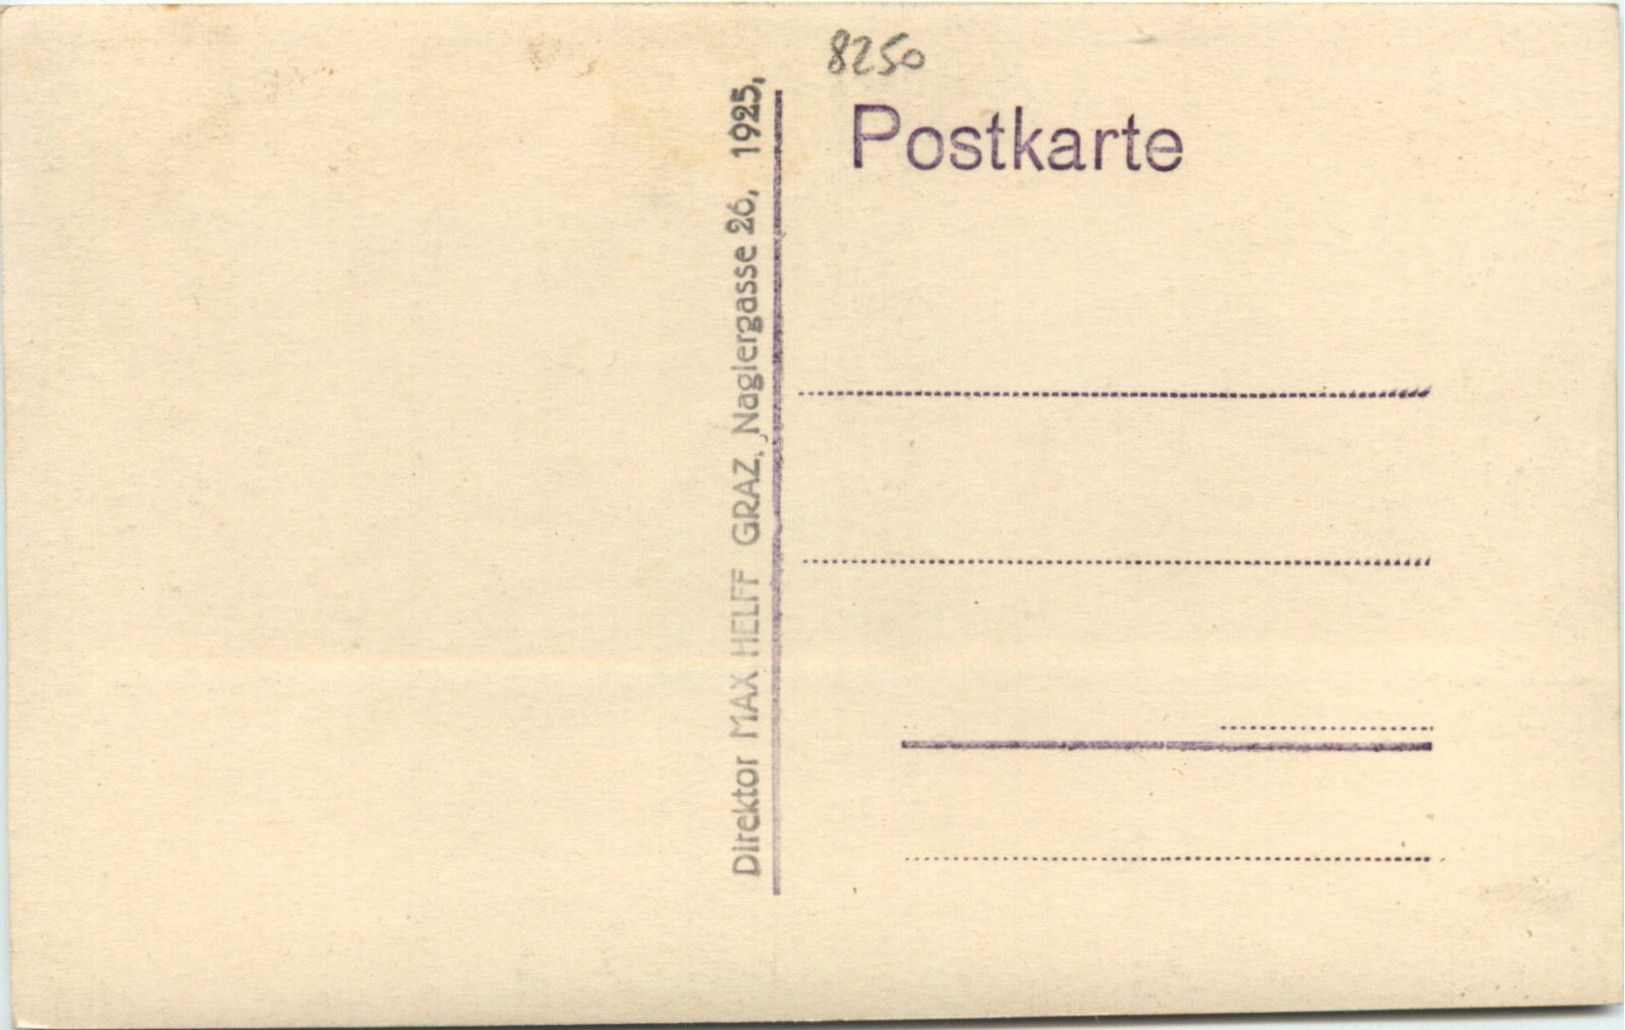 8250
Postkarte
Direktor MAX HELFF GRAZ, Naglergasse 26, 1925,